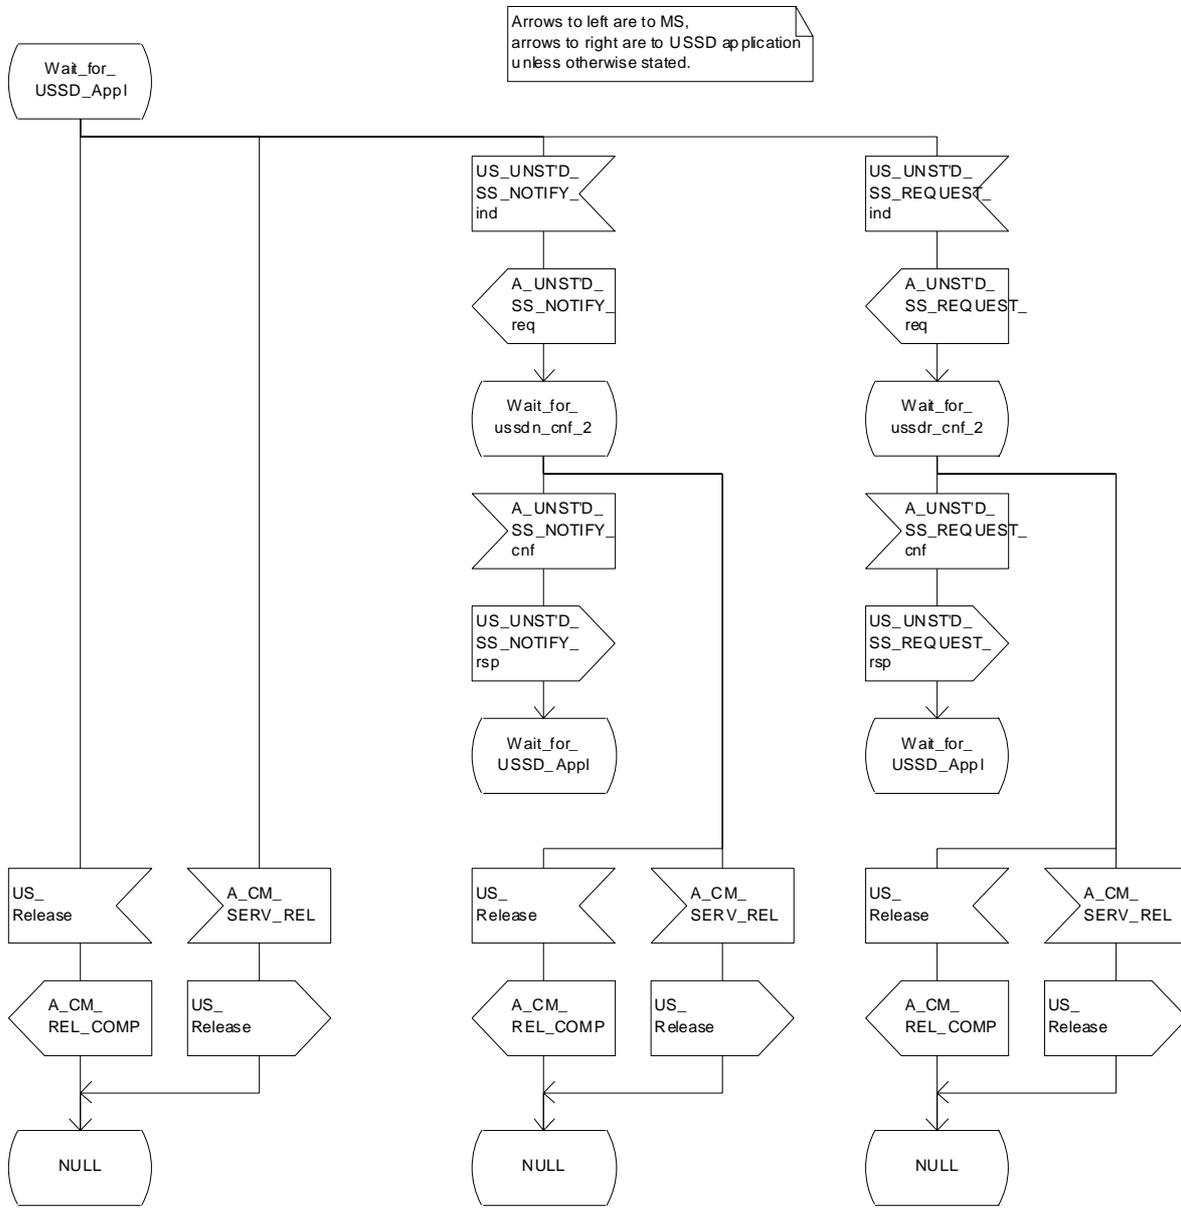 Arrows to left are to MS,
arrows to right are to USSD application
unless otherwise stated.
Wait_for_
USSD_Appl
US_UNST'D_
SS_NOTIFY_
ind
US_UNST'D_
SS_REQUEST_
ind
A_UNST'D_
SS_NOTIFY_
req
A_UNST'D_
SS_REQUEST_
req
Wait_for_
ussdn_cnf_2
Wait_for_
ussdr_cnf_2
A_UNST'D_
SS_NOTIFY_
cnf
A_UNST'D_
SS_REQUEST_
cnf
US_UNST'D_
SS_NOTIFY_
rsp
US_UNST'D_
SS_REQUEST_
rsp
Wait_for_
USSD_Appl
Wait_for_
USSD_Appl
US_
Release
A_CM_
SERV_REL
US_
Release
A_CM_
SERV_REL
US_
Release
A_CM_
SERV_REL
A_CM_
REL_COMP
US_
Release
A_CM_
REL_COMP
US_
Release
A_CM_
REL_COMP
US_
Release
NULL
NULL
NULL